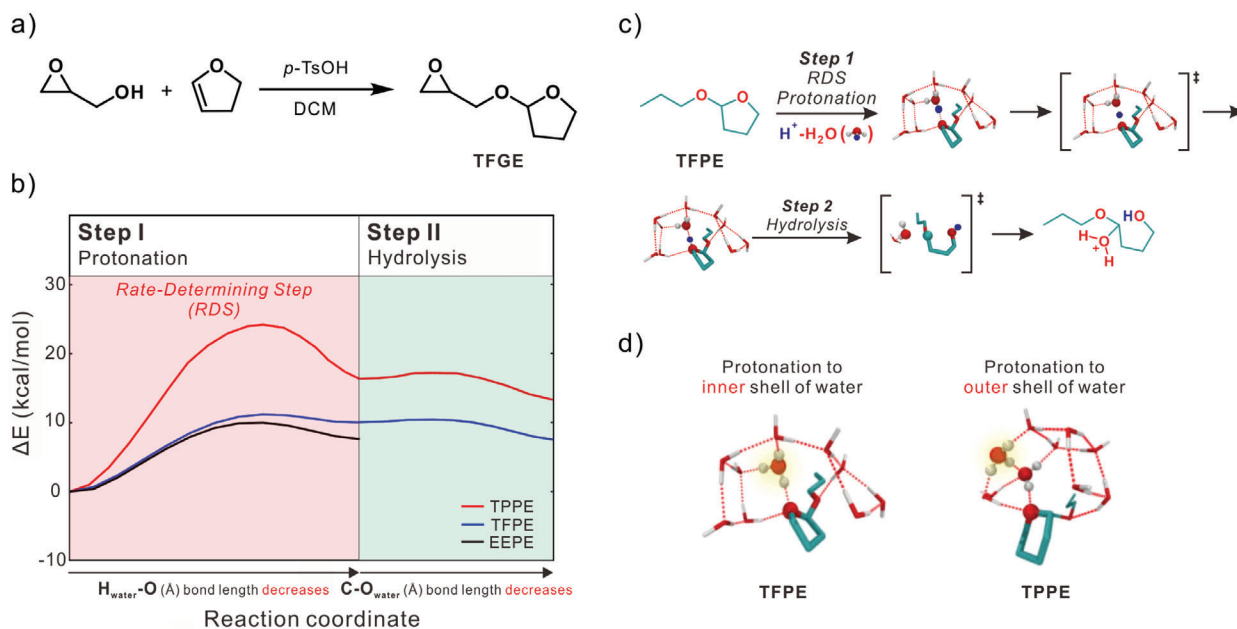 a)
O
OH
+
O
p-TsOH
DCM
O
O
O
TFGE
b)
Step I
Protonation
Step II
Hydrolysis
Rate-Determining Step
(RDS)
ΔE (kcal/mol)
30
20
10
0
-10
TPPE
TFPE
EEPE
Hwater-O (Å) bond length decreases
C-Owater (Å) bond length decreases
Reaction coordinate
c)
O
O
TFPE
Step 1
RDS
Protonation
H+-H2O ( )
‡
Step 2
Hydrolysis
‡
O
HO
H
O
+
H
d)
Protonation to
inner shell of water
TFPE
Protonation to
outer shell of water
TPPE